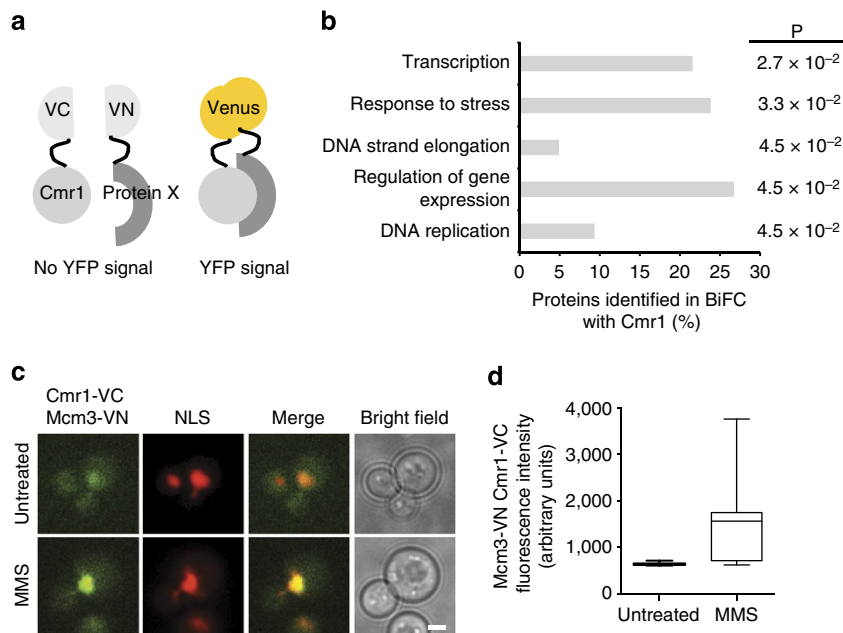 a
VC
VN
Venus
Cmr1
Protein X
No YFP signal
YFP signal
b
P
Transcription
2.7 × 10⁻²
Response to stress
3.3 × 10⁻²
DNA strand elongation
4.5 × 10⁻²
Regulation of gene
expression
4.5 × 10⁻²
DNA replication
4.5 × 10⁻²
0 5 10 15 20 25 30
Proteins identified in BiFC
with Cmr1 (%)
c
Cmr1-VC
Mcm3-VN
NLS
Merge
Bright field
Untreated
MMS
d
Mcm3-VN Cmr1-VC
fluorescence intensity
(arbitrary units)
4,000
3,000
2,000
1,000
0
Untreated
MMS